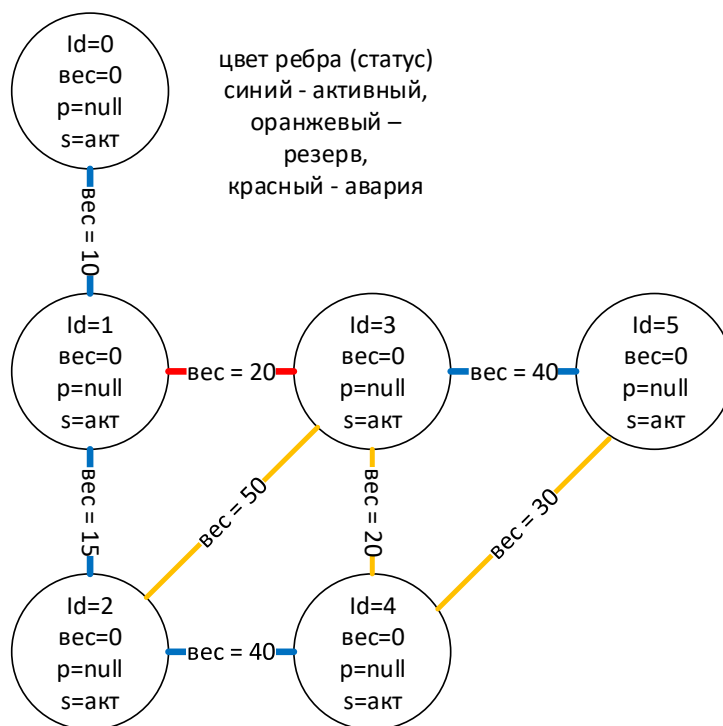 Id=0
вес=0
p=null
s=акт
цвет ребра (статус)
синий - активный,
оранжевый –
резерв,
красный - авария
вес = 10
Id=1
вес=0
p=null
s=акт
вес = 20
Id=3
вес=0
p=null
s=акт
вес = 40
Id=5
вес=0
p=null
s=акт
вес = 15
вес = 50
вес = 20
вес = 30
Id=2
вес=0
p=null
s=акт
вес = 40
Id=4
вес=0
p=null
s=акт